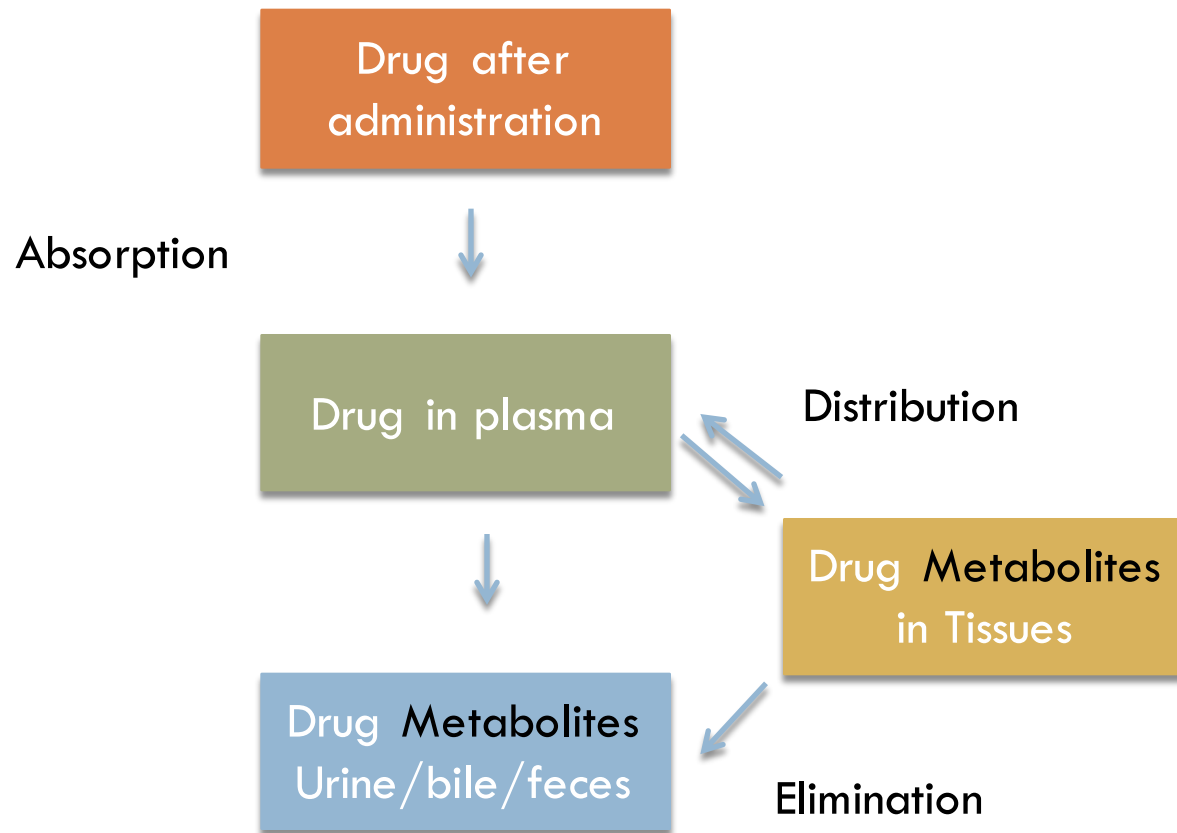 Drug after
administration
Absorption
Drug in plasma
Distribution
Drug Metabolites
in Tissues
Drug Metabolites
Urine/bile/feces
Elimination